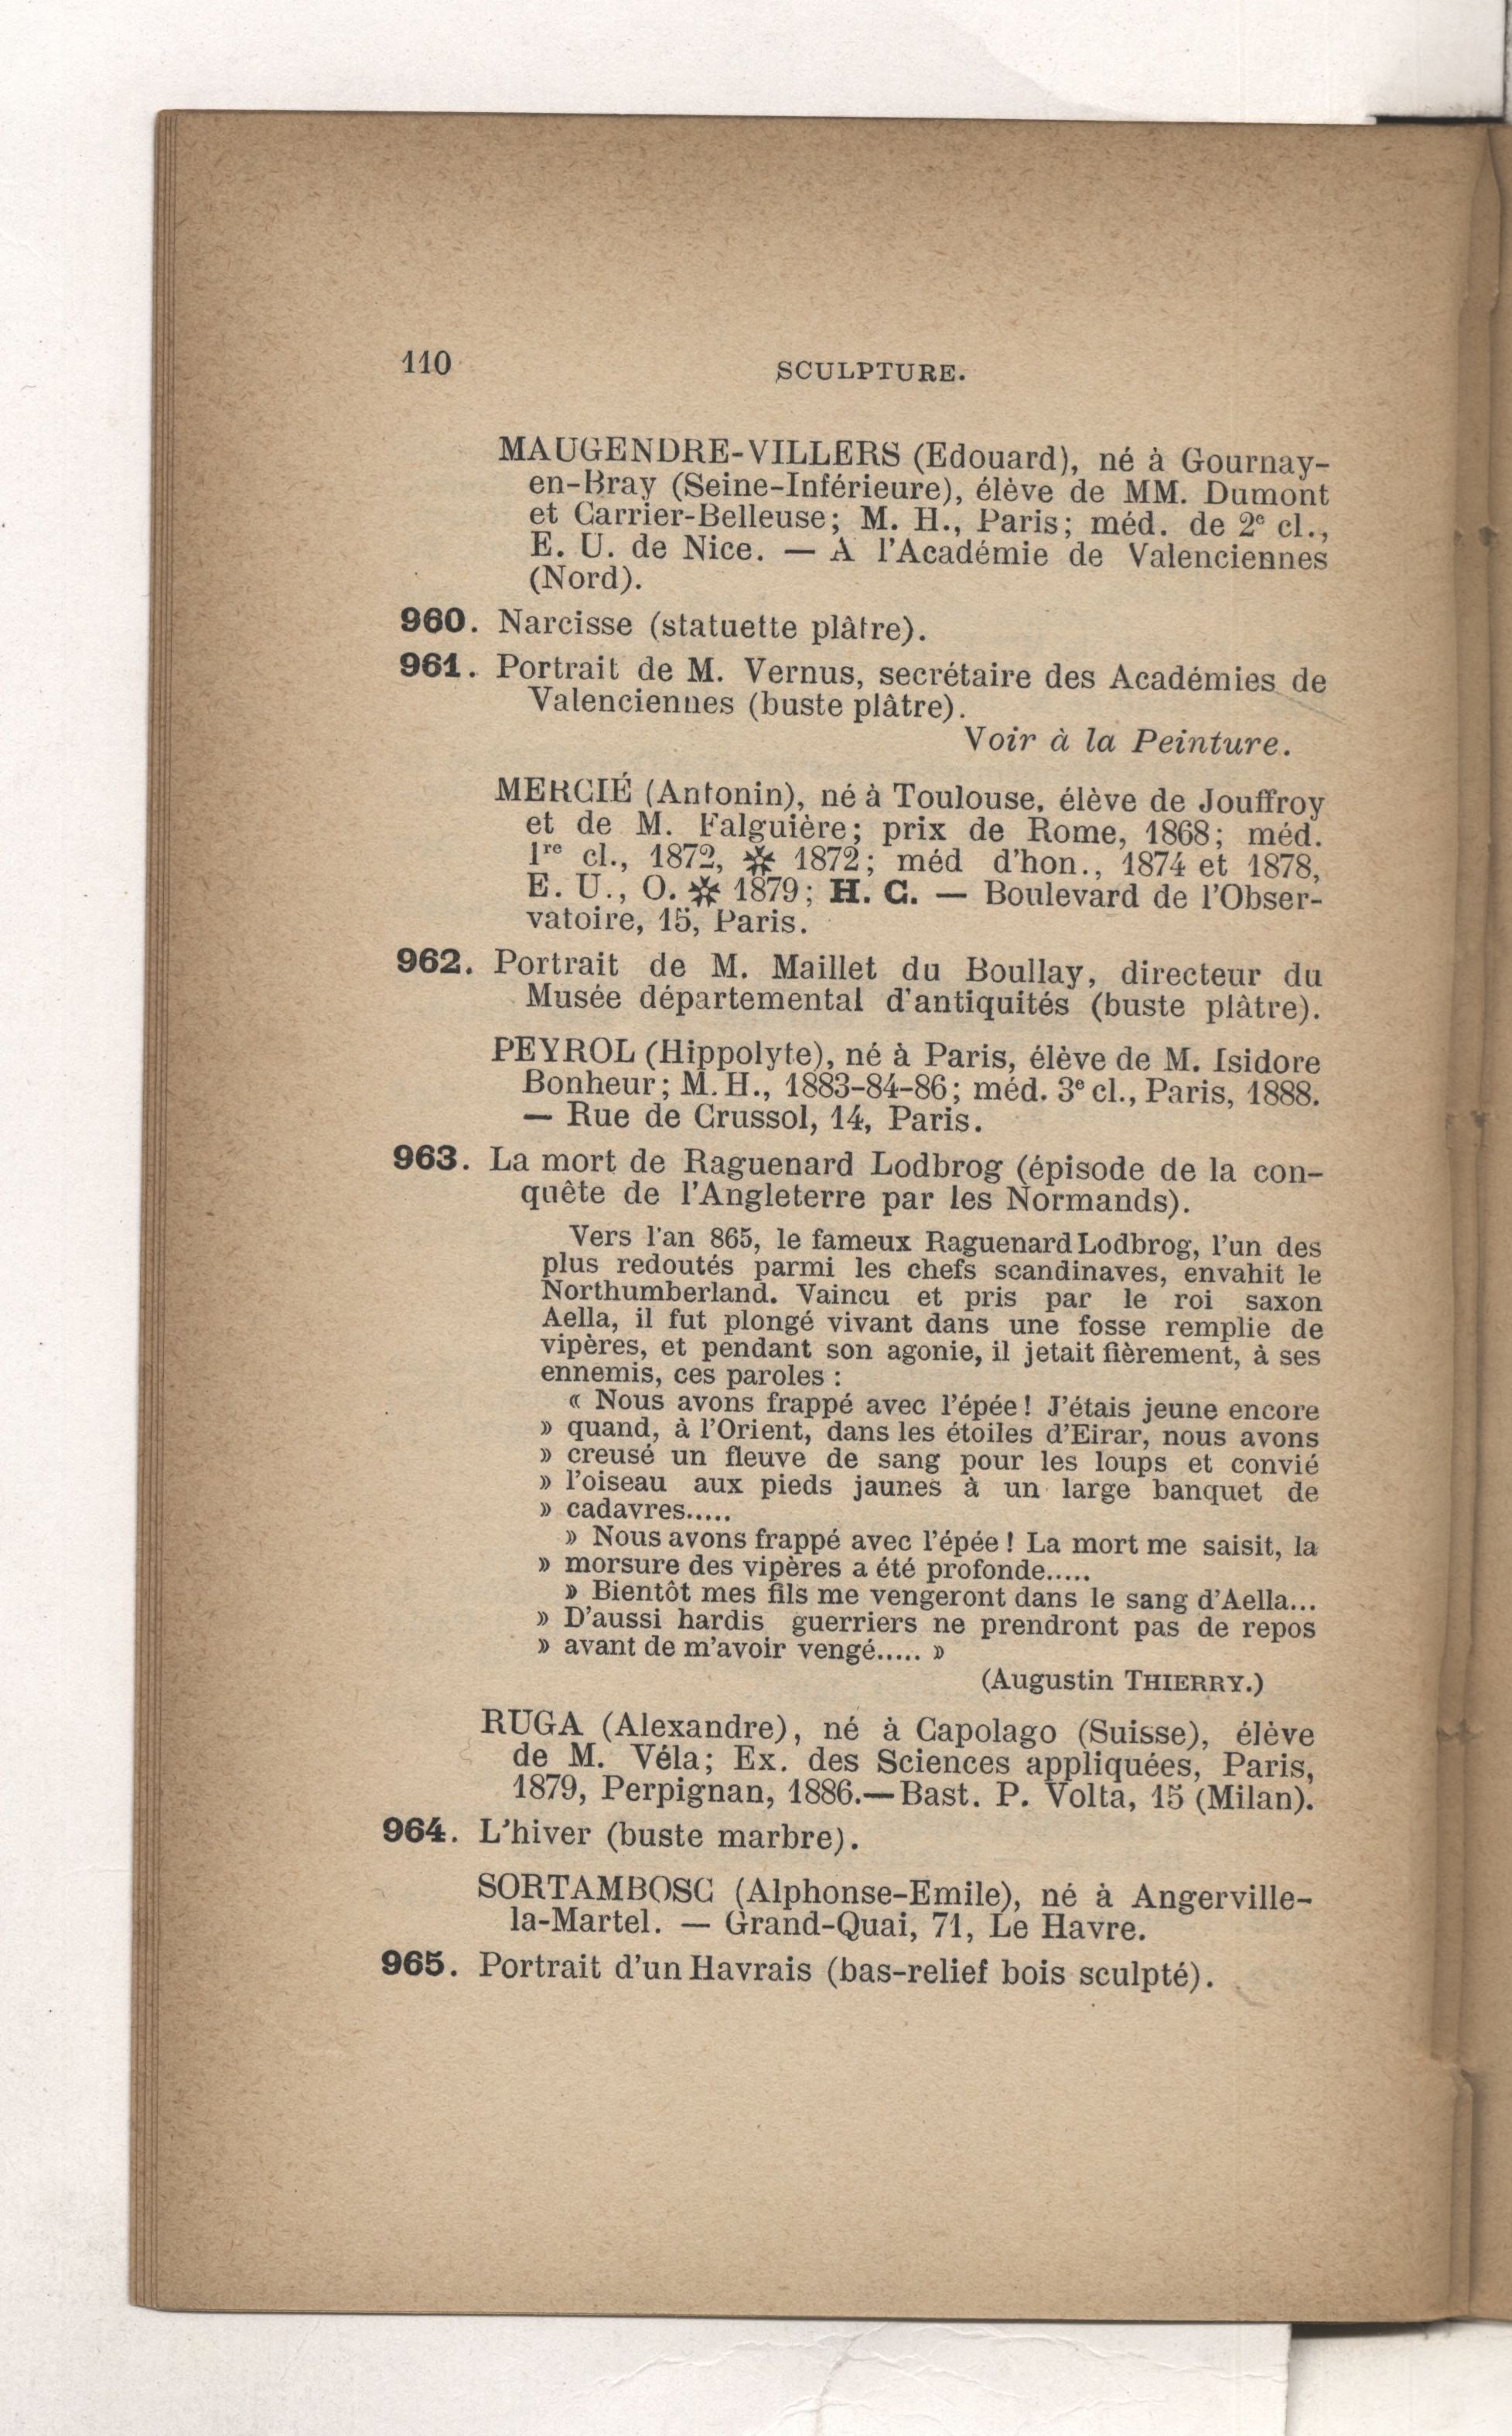 110
SCULPTURE.
MAUGENDRE-VILLERS (Edouard), né à Gournay-
en-Bray (Seine-Inférieure), élève de MM. Dumont
et Carrier-Belleuse; M. H., Paris; méd. de 2e cl.,
E. U. de Nice. — A l'Académie de Valenciennes
(Nord).
960. Narcisse (statuette plâtre).
961. Portrait de M. Vernus, secrétaire des Académies de
Valenciennes (buste plâtre).
Voir à la Peinture.
MERCIÉ (Antonin), né à Toulouse, élève de Jouffroy
et de M. Falguière; prix de Rome, 1868; méd.
1re cl., 1872, ✻ 1872; méd d'hon., 1874 et 1878,
E. U., O. ✻ 1879; H. C. — Boulevard de l'Obser-
vatoire, 15, Paris.
962. Portrait de M. Maillet du Boullay, directeur du
Musée départemental d'antiquités (buste plâtre).
PEYROL (Hippolyte), né à Paris, élève de M. Isidore
Bonheur; M. H., 1883-84-86; méd. 3e cl., Paris, 1888.
— Rue de Crussol, 14, Paris.
963. La mort de Raguenard Lodbrog (épisode de la con-
quête de l'Angleterre par les Normands).
Vers l'an 865, le fameux Raguenard Lodbrog, l'un des
plus redoutés parmi les chefs scandinaves, envahit le
Northumberland. Vaincu et pris par le roi saxon
Aella, il fut plongé vivant dans une fosse remplie de
vipères, et pendant son agonie, il jetait fièrement, à ses
ennemis, ces paroles :
« Nous avons frappé avec l'épée! J'étais jeune encore
» quand, à l'Orient, dans les étoiles d'Eirar, nous avons
» creusé un fleuve de sang pour les loups et convié
» l'oiseau aux pieds jaunes à un large banquet de
» cadavres.....
» Nous avons frappé avec l'épée! La mort me saisit, la
» morsure des vipères a été profonde.....
» Bientôt mes fils me vengeront dans le sang d'Aella...
» D'aussi hardis guerriers ne prendront pas de repos
» avant de m'avoir vengé..... »
(Augustin THIERRY.)
RUGA (Alexandre), né à Capolago (Suisse), élève
de M. Véla; Ex. des Sciences appliquées, Paris,
1879, Perpignan, 1886.—Bast. P. Volta, 15 (Milan).
964. L'hiver (buste marbre).
SORTAMBOSC (Alphonse-Emile), né à Angerville-
la-Martel. — Grand-Quai, 71, Le Havre.
965. Portrait d'un Havrais (bas-relief bois sculpté).